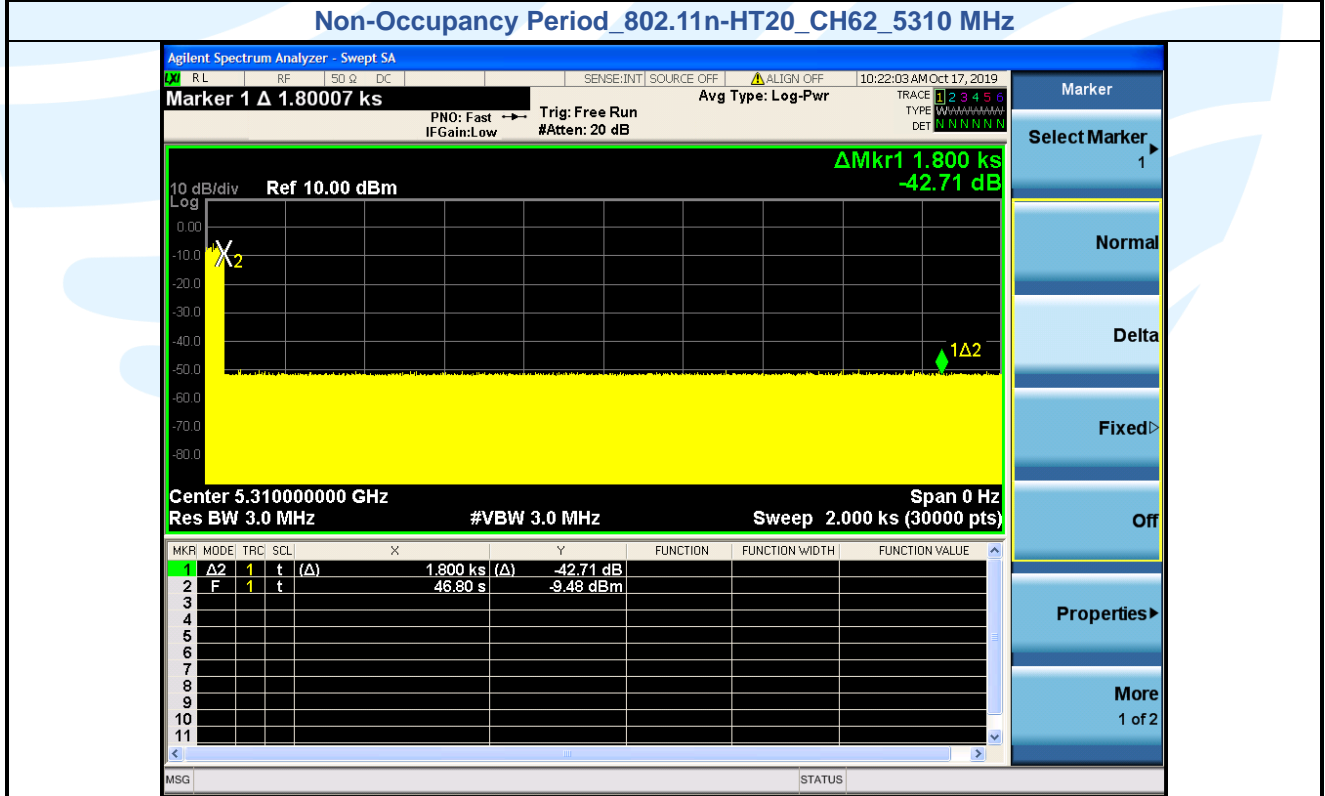 Non-Occupancy Period_802.11n-HT20_CH62_5310 MHz
Agilent Spectrum Analyzer - Swept SA
LXI RL RF 50 Ω DC SENSE:INT SOURCE OFF ALIGN OFF 10:22:03 AM Oct 17, 2019
Marker 1 Δ 1.80007 ks
PNO: Fast
IFGain:Low
Trig: Free Run
#Atten: 20 dB
Avg Type: Log-Pwr
TRACE 1 2 3 4 5 6
TYPE WWWWWW
DET N N N N N N
ΔMkr1 1.800 ks
-42.71 dB
10 dB/div Ref 10.00 dBm
Log
0.00
-10.0
-20.0
-30.0
-40.0
-50.0
-60.0
-70.0
-80.0
X2
1Δ2
Center 5.310000000 GHz Span 0 Hz
Res BW 3.0 MHz #VBW 3.0 MHz Sweep 2.000 ks (30000 pts)
MKR MODE TRC SCL X Y FUNCTION FUNCTION WIDTH FUNCTION VALUE
1 Δ2 1 t (Δ) 1.800 ks (Δ) -42.71 dB
2 F 1 t 46.80 s -9.48 dBm
3
4
5
6
7
8
9
10
11
MSG STATUS
Marker
Select Marker
1
Normal
Delta
Fixed
Off
Properties
More
1 of 2